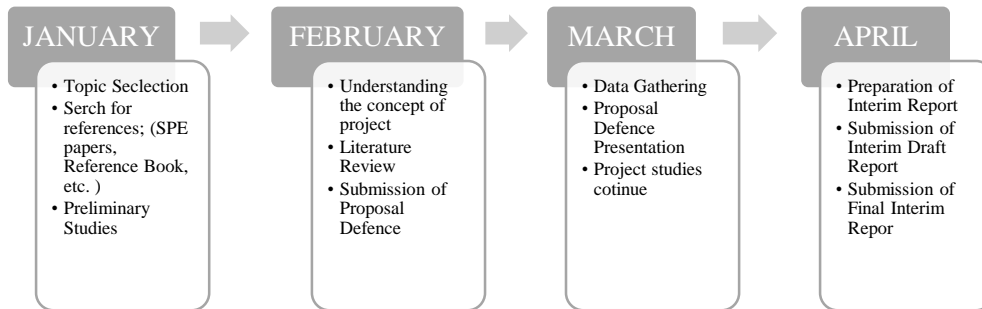 JANUARY
• Topic Seclection
• Serch for
references; (SPE
papers,
Reference Book,
etc. )
• Preliminary
Studies
FEBRUARY
• Understanding
the concept of
project
• Literature
Review
• Submission of
Proposal
Defence
MARCH
• Data Gathering
• Proposal
Defence
Presentation
• Project studies
cotinue
APRIL
• Preparation of
Interim Report
• Submission of
Interim Draft
Report
• Submission of
Final Interim
Repor